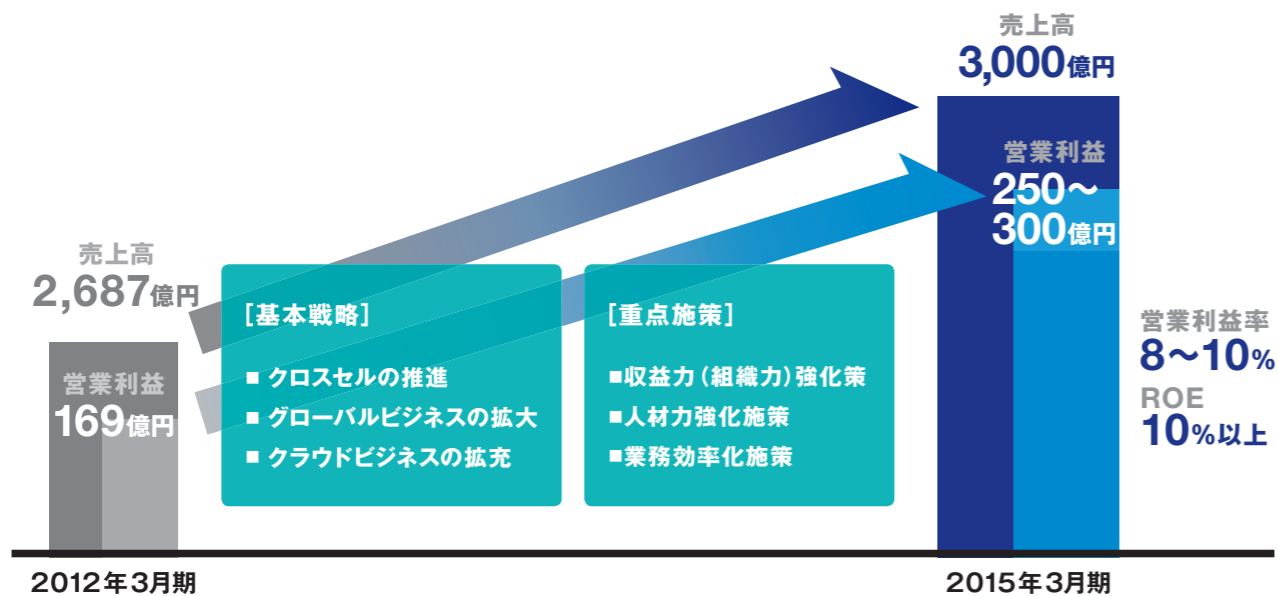 売上高
2,687億円
営業利益
169億円
2012年3月期
[基本戦略]
■ クロスセルの推進
■ グローバルビジネスの拡大
■ クラウドビジネスの拡充
[重点施策]
■収益力(組織力)強化策
■人材力強化施策
■業務効率化施策
売上高
3,000億円
営業利益
250〜
300億円
2015年3月期
営業利益率
8〜10%
ROE
10%以上